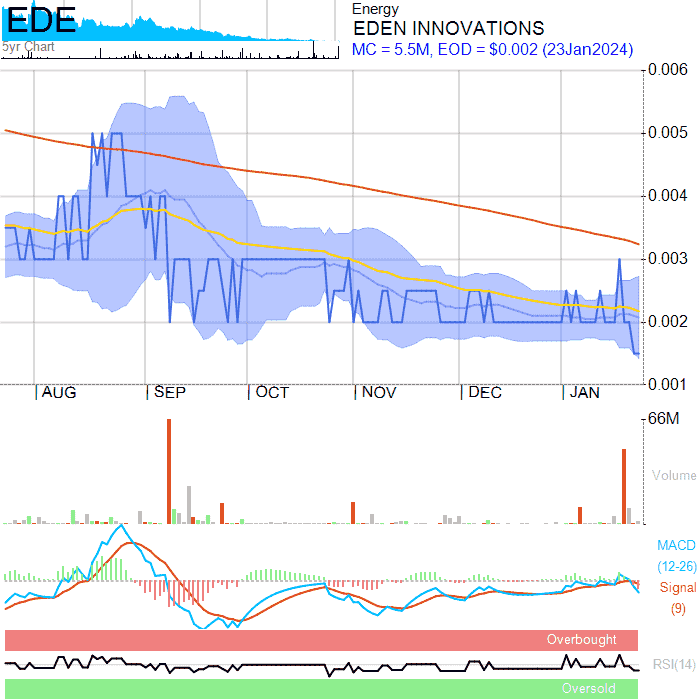 EDE
5yr Chart
Energy
EDEN INNOVATIONS
MC = 5.5M, EOD = $0.002 (23Jan2024)
0.006
0.005
0.004
0.003
0.002
0.001
AUG SEP OCT NOV DEC JAN
66M
Volume
MACD
(12-26)
Signal
(9)
Overbought
RSI(14)
Oversold